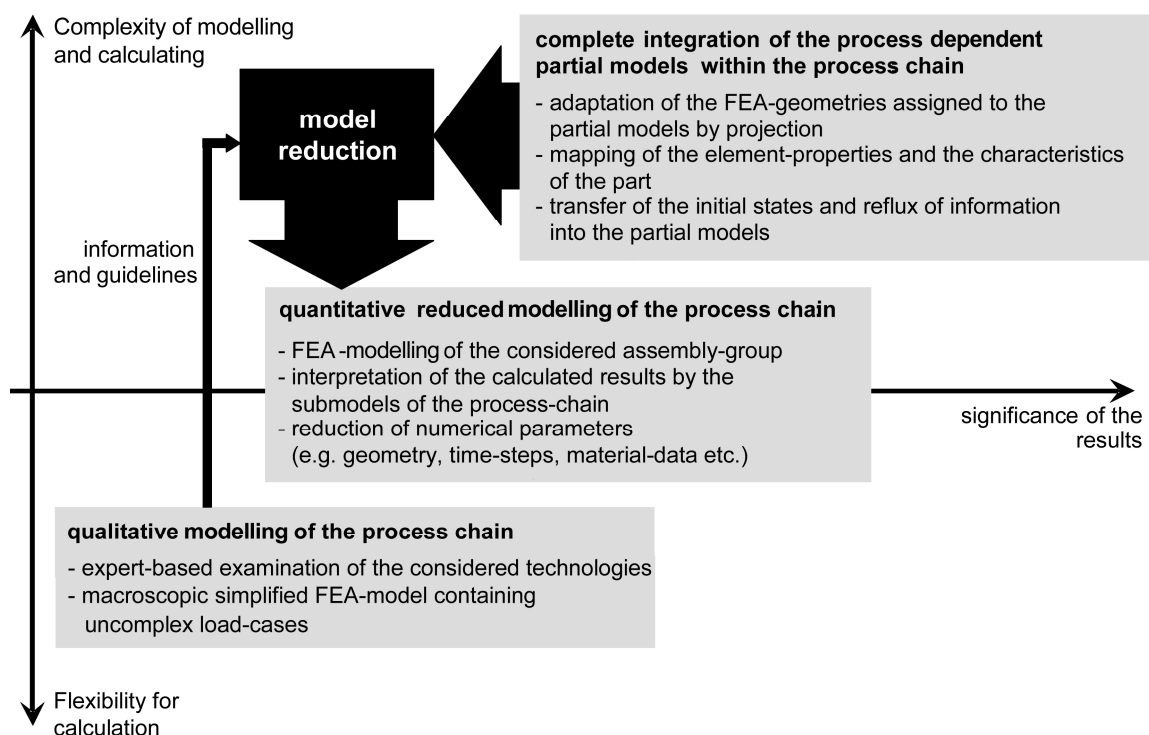 Complexity of modelling
and calculating
model
reduction
complete integration of the process dependent
partial models within the process chain
- adaptation of the FEA-geometries assigned to the
partial models by projection
- mapping of the element-properties and the characteristics
of the part
- transfer of the initial states and reflux of information
into the partial models
information
and guidelines
quantitative reduced modelling of the process chain
- FEA-modelling of the considered assembly-group
- interpretation of the calculated results by the
submodels of the process-chain
- reduction of numerical parameters
(e.g. geometry, time-steps, material-data etc.)
significance of the
results
qualitative modelling of the process chain
- expert-based examination of the considered technologies
- macroscopic simplified FEA-model containing
uncomplex load-cases
Flexibility for
calculation